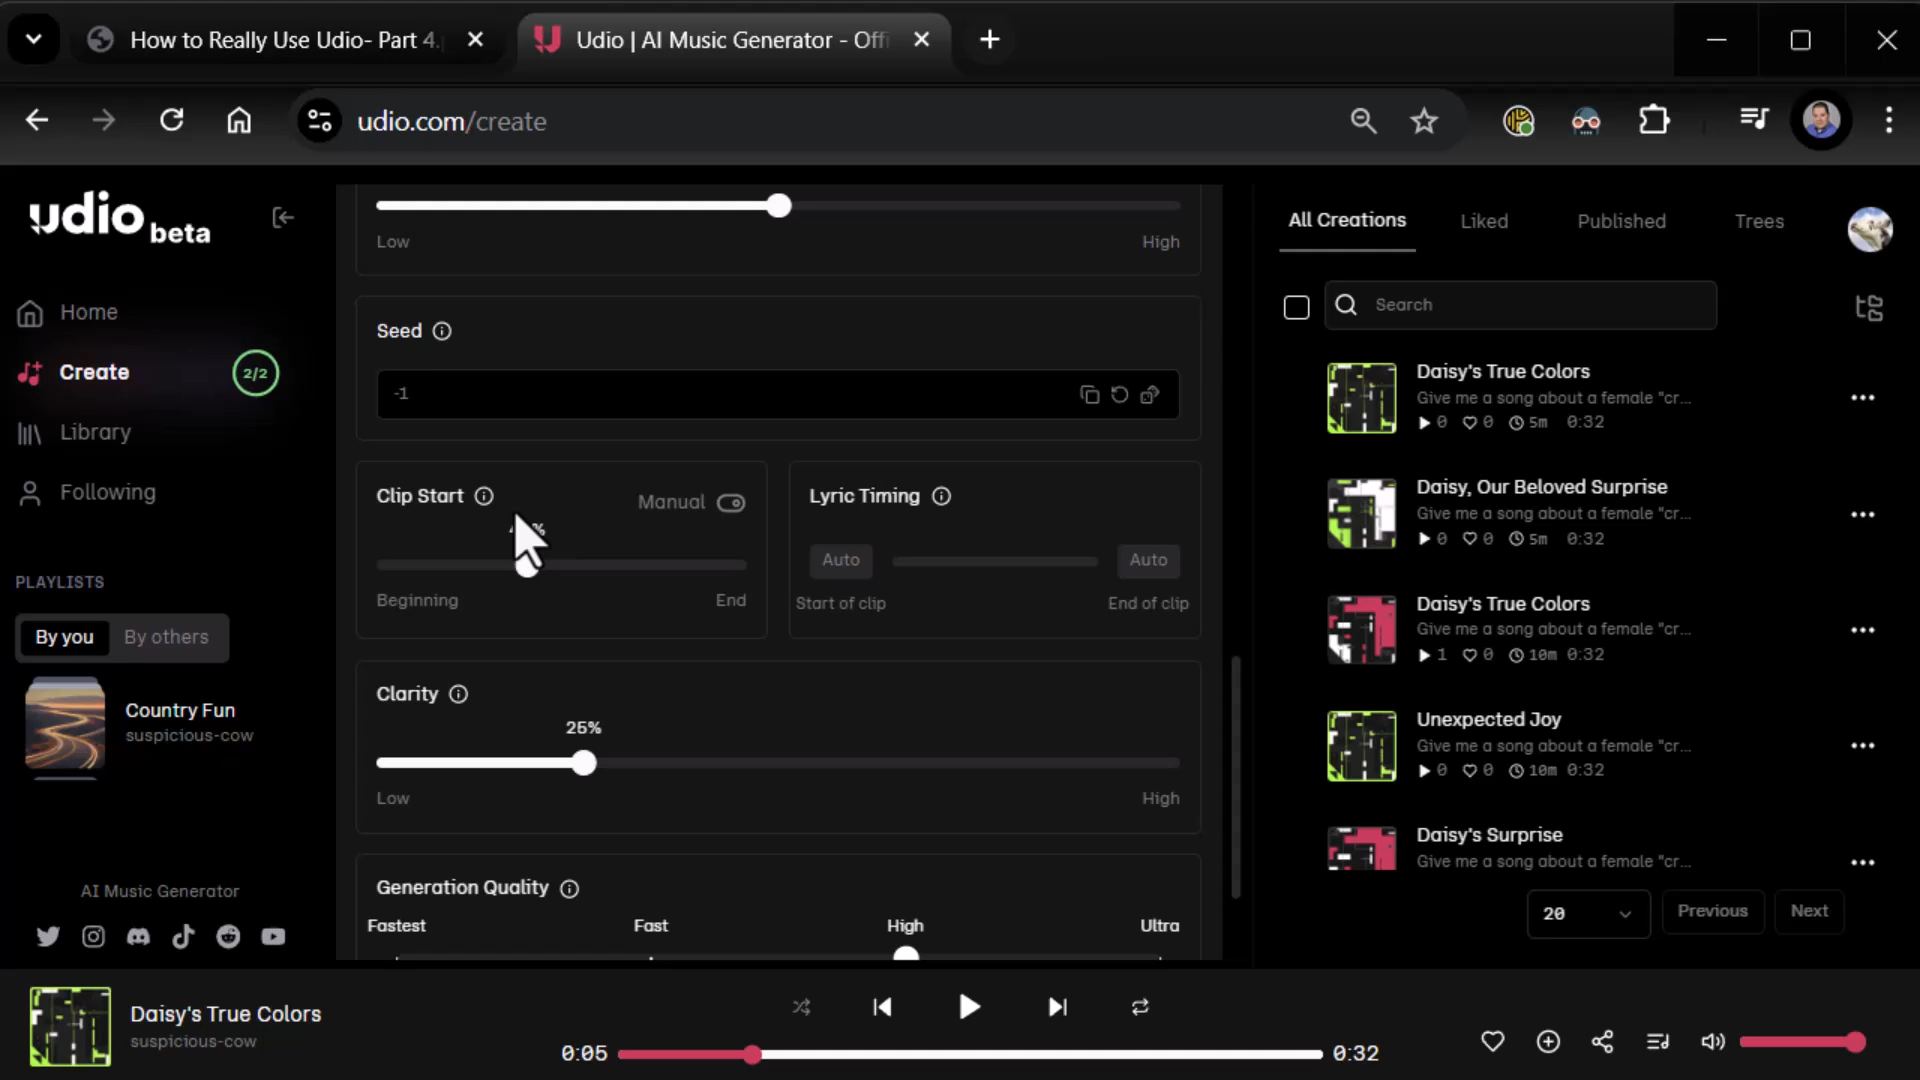 How to Really Use Udio- Part 4.
Udio | AI Music Generator - Offi
udio.com/create
udio beta
Home
Create
2/2
Library
Following
PLAYLISTS
By you
By others
Country Fun
suspicious-cow
AI Music Generator
Low
High
Seed
-1
Clip Start
Manual
%
Beginning
End
Lyric Timing
Auto
Auto
Start of clip
End of clip
Clarity
25%
Low
High
Generation Quality
Fastest
Fast
High
Ultra
All Creations
Liked
Published
Trees
Search
Daisy's True Colors
Give me a song about a female "cr...
0 0 5m 0:32
Daisy, Our Beloved Surprise
Give me a song about a female "cr...
0 0 5m 0:32
Daisy's True Colors
Give me a song about a female "cr...
1 0 10m 0:32
Unexpected Joy
Give me a song about a female "cr...
0 0 10m 0:32
Daisy's Surprise
Give me a song about a female "cr...
20
Previous
Next
Daisy's True Colors
suspicious-cow
0:05
0:32